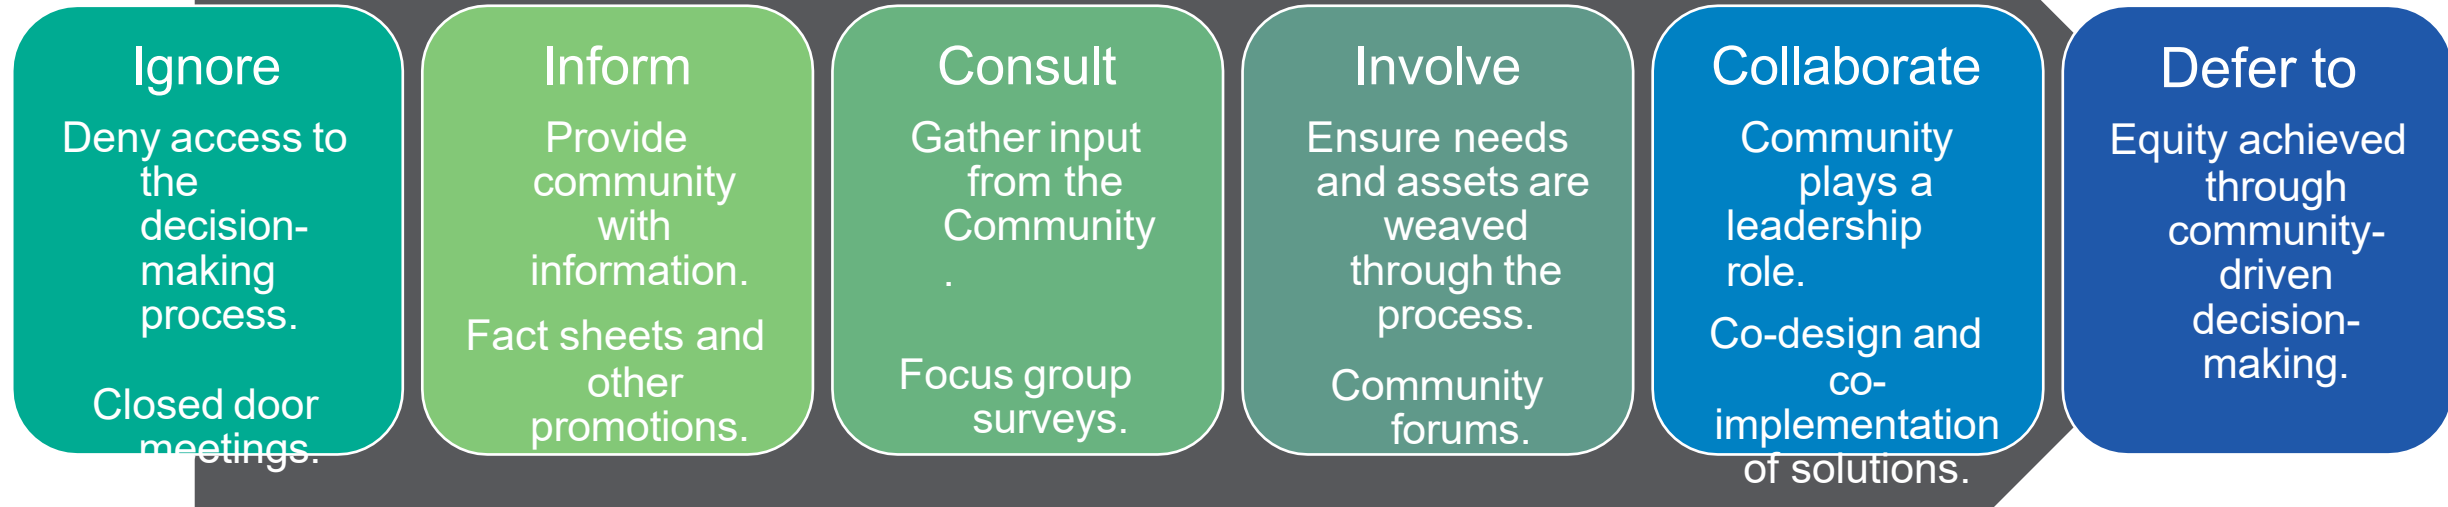 Ignore
Deny access to
the
decision-
making
process.
Closed door
meetings.
Inform
Provide
community
with
information.
Fact sheets and
other
promotions.
Consult
Gather input
from the
Community
.
Focus group
surveys.
Involve
Ensure needs
and assets are
weaved
through the
process.
Community
forums.
Collaborate
Community
plays a
leadership
role.
Co-design and
co-
implementation
of solutions.
Defer to
Equity achieved
through
community-
driven
decision-
making.